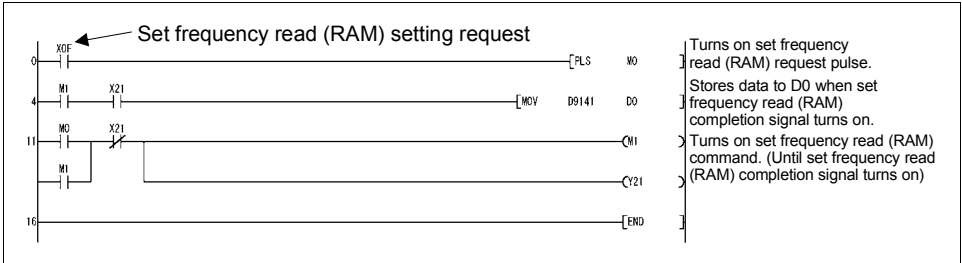 Set frequency read (RAM) setting request
X0F
0
[PLS M0 ]
Turns on set frequency
read (RAM) request pulse.
M1 X21
4
[MOV D9141 D0 ]
Stores data to D0 when set
frequency read (RAM)
completion signal turns on.
M0 X21
11
(M1 )
Turns on set frequency read (RAM)
command. (Until set frequency read
(RAM) completion signal turns on)
M1
(Y21 )
16
[END ]